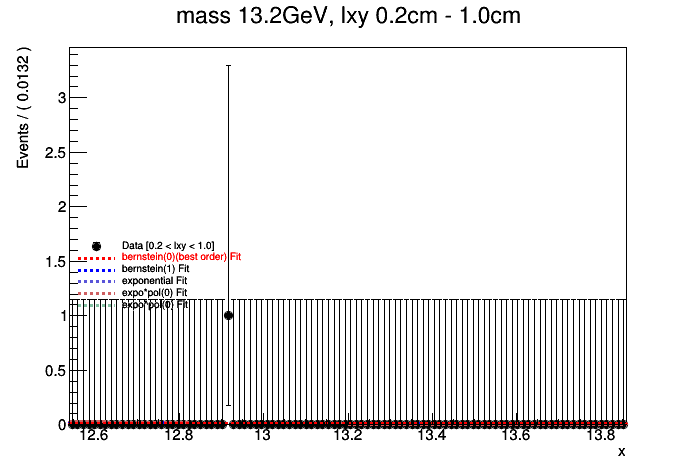 mass 13.2GeV, lxy 0.2cm - 1.0cm
Events / ( 0.0132 )
3
2.5
2
1.5
1
0.5
0
Data [0.2 < lxy < 1.0]
bernstein(0)(best order) Fit
bernstein(1) Fit
exponential Fit
expo*pol(0) Fit
expo*pol(0) Fit
12.6 12.8 13 13.2 13.4 13.6 13.8
x